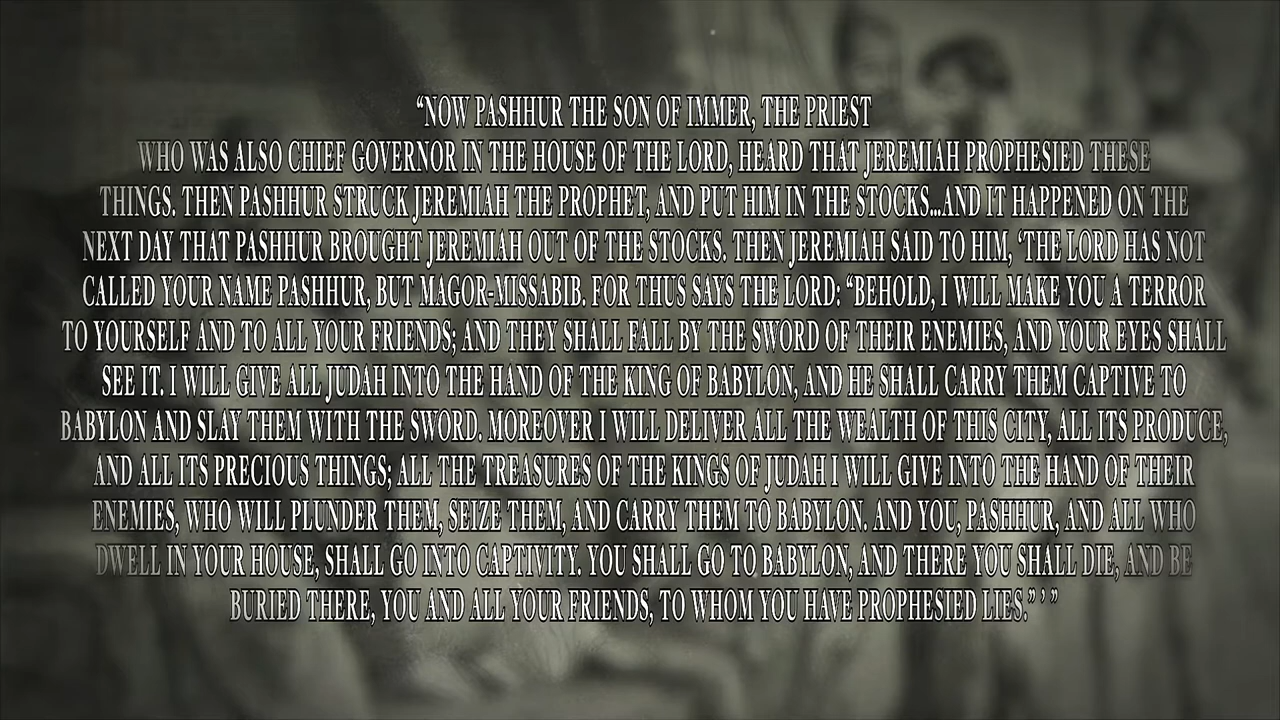 “NOW PASHHUR THE SON OF IMMER, THE PRIEST
WHO WAS ALSO CHIEF GOVERNOR IN THE HOUSE OF THE LORD, HEARD THAT JEREMIAH PROPHESIED THESE
THINGS. THEN PASHHUR STRUCK JEREMIAH THE PROPHET, AND PUT HIM IN THE STOCKS...AND IT HAPPENED ON THE
NEXT DAY THAT PASHHUR BROUGHT JEREMIAH OUT OF THE STOCKS. THEN JEREMIAH SAID TO HIM, ‘THE LORD HAS NOT
CALLED YOUR NAME PASHHUR, BUT MAGOR-MISSABIB. FOR THUS SAYS THE LORD: “BEHOLD, I WILL MAKE YOU A TERROR
TO YOURSELF AND TO ALL YOUR FRIENDS; AND THEY SHALL FALL BY THE SWORD OF THEIR ENEMIES, AND YOUR EYES SHALL
SEE IT. I WILL GIVE ALL JUDAH INTO THE HAND OF THE KING OF BABYLON, AND HE SHALL CARRY THEM CAPTIVE TO
BABYLON AND SLAY THEM WITH THE SWORD. MOREOVER I WILL DELIVER ALL THE WEALTH OF THIS CITY, ALL ITS PRODUCE,
AND ALL ITS PRECIOUS THINGS; ALL THE TREASURES OF THE KINGS OF JUDAH I WILL GIVE INTO THE HAND OF THEIR
ENEMIES, WHO WILL PLUNDER THEM, SEIZE THEM, AND CARRY THEM TO BABYLON. AND YOU, PASHHUR, AND ALL WHO
DWELL IN YOUR HOUSE, SHALL GO INTO CAPTIVITY. YOU SHALL GO TO BABYLON, AND THERE YOU SHALL DIE, AND BE
BURIED THERE, YOU AND ALL YOUR FRIENDS, TO WHOM YOU HAVE PROPHESIED LIES.” ’ ”